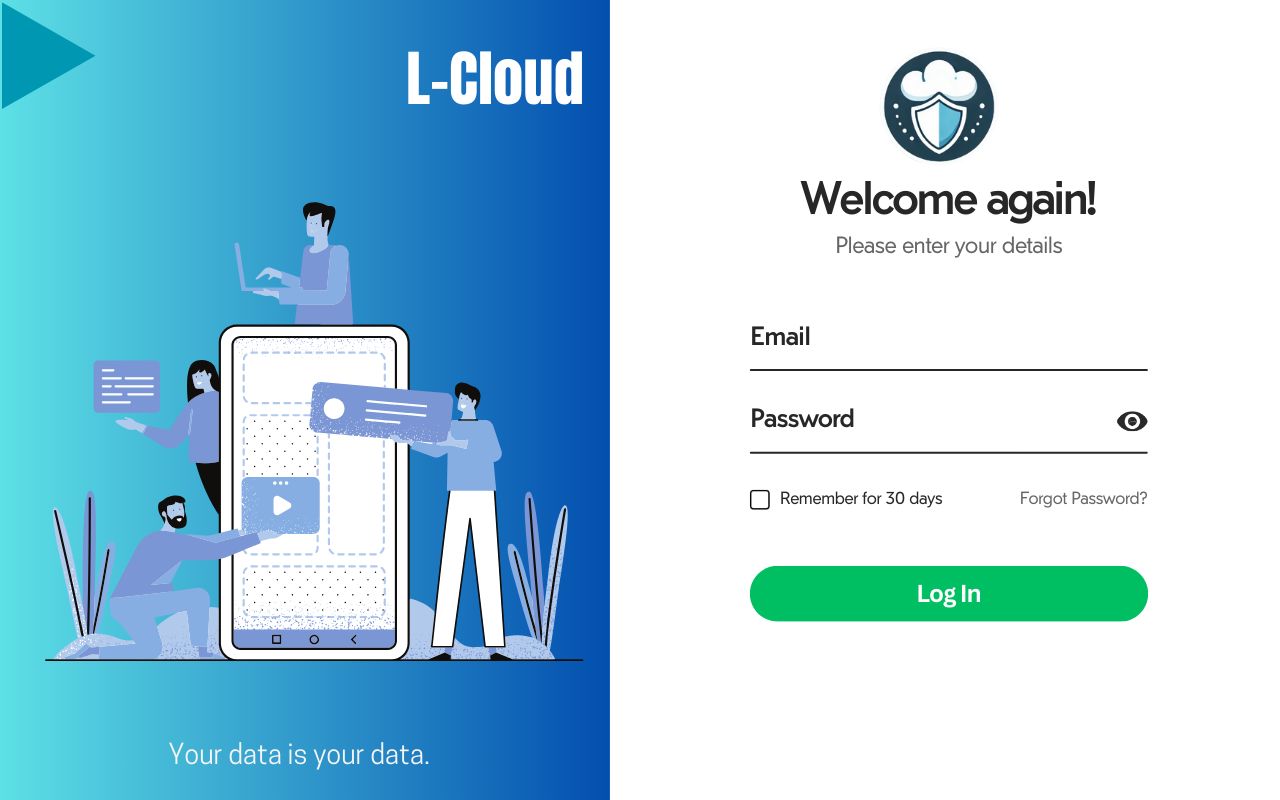 L-Cloud
Your data is your data.
Welcome again!
Please enter your details
Email
Password
Remember for 30 days
Forgot Password?
Log In